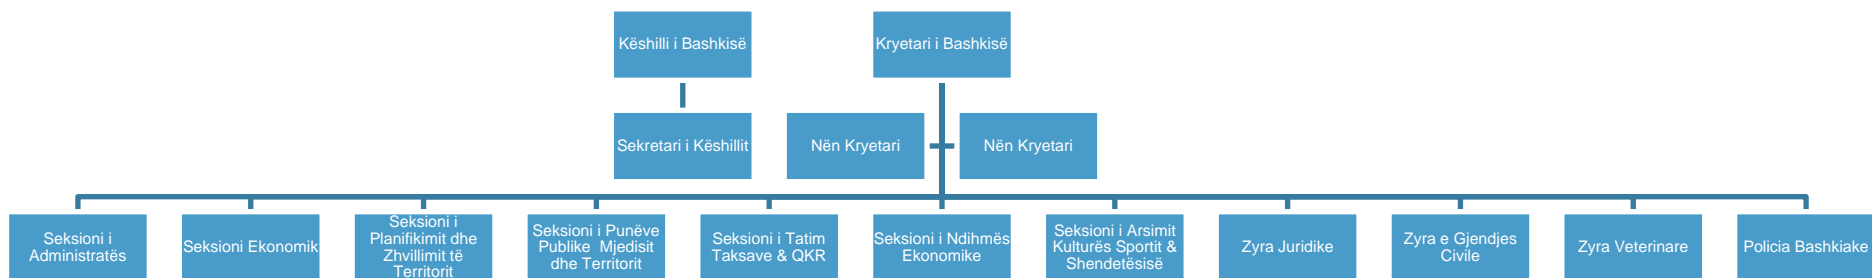 Këshilli i Bashkisë
Kryetari i Bashkisë
Sekretari i Këshillit
Nën Kryetari
Nën Kryetari
Seksioni i
Administratës
Seksioni Ekonomik
Seksioni i
Planifikimit dhe
Zhvillimit të
Territorit
Seksioni i Punëve
Publike  Mjedisit
dhe Territorit
Seksioni i Tatim
Taksave & QKR
Seksioni i Ndihmës
Ekonomike
Seksioni i Arsimit
Kulturës Sportit &
Shendetësisë
Zyra Juridike
Zyra e Gjendjes
Civile
Zyra Veterinare
Policia Bashkiake